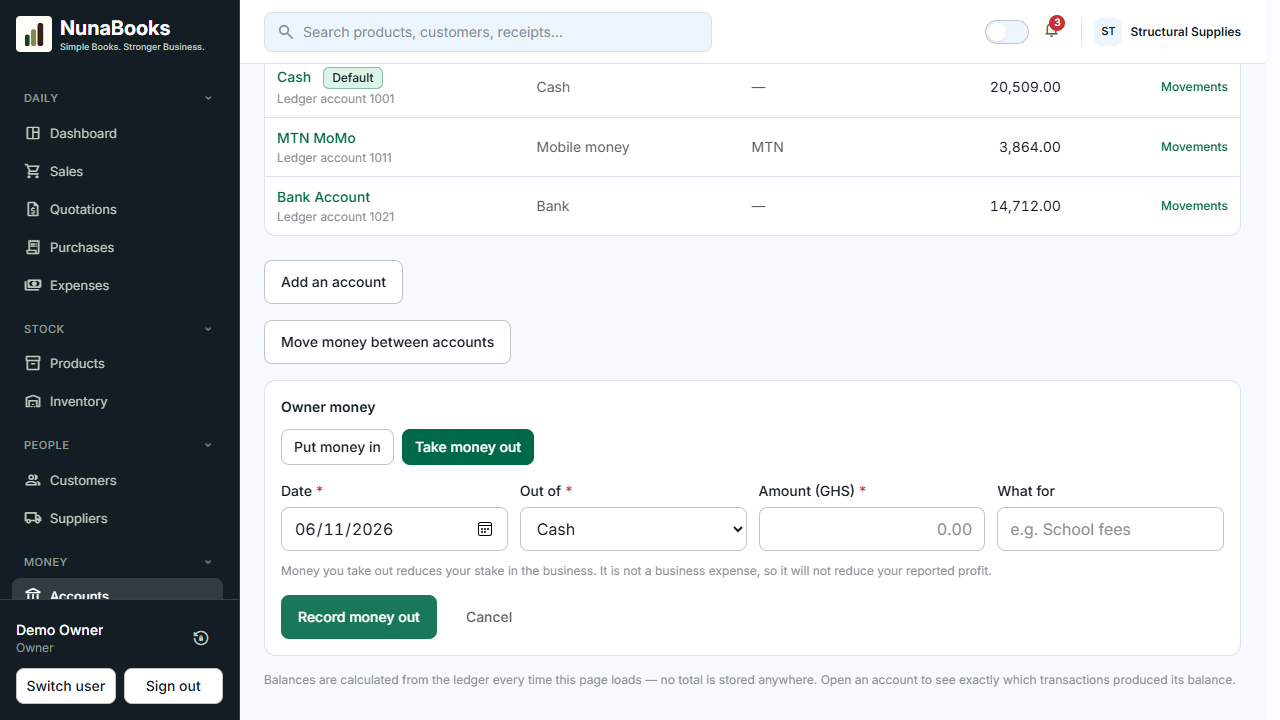 NunaBooks
Simple Books. Stronger Business.
Search products, customers, receipts...
3
ST
Structural Supplies
DAILY
Dashboard
Sales
Quotations
Purchases
Expenses
STOCK
Products
Inventory
PEOPLE
Customers
Suppliers
MONEY
Accounts
Demo Owner
Owner
Switch user
Sign out
Cash Default
Ledger account 1001
Cash — 20,509.00 Movements
MTN MoMo
Ledger account 1011
Mobile money MTN 3,864.00 Movements
Bank Account
Ledger account 1021
Bank — 14,712.00 Movements
Add an account
Move money between accounts
Owner money
Put money in Take money out
Date * Out of * Amount (GHS) * What for
06/11/2026 Cash 0.00 e.g. School fees
Money you take out reduces your stake in the business. It is not a business expense, so it will not reduce your reported profit.
Record money out Cancel
Balances are calculated from the ledger every time this page loads — no total is stored anywhere. Open an account to see exactly which transactions produced its balance.